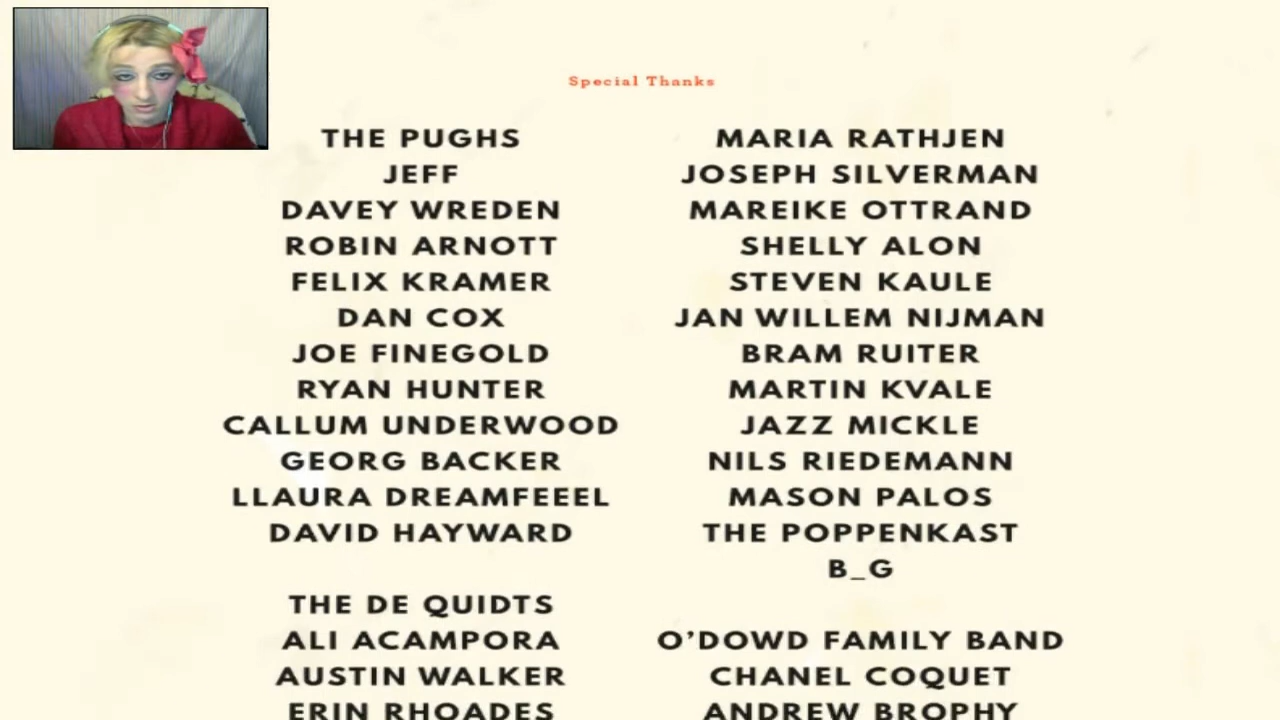 Special Thanks
THE PUGHS
JEFF
DAVEY WREDEN
ROBIN ARNOTT
FELIX KRAMER
DAN COX
JOE FINEGOLD
RYAN HUNTER
CALLUM UNDERWOOD
GEORG BACKER
LLAURA DREAMFEEEL
DAVID HAYWARD
THE DE QUIDTS
ALI ACAMPORA
AUSTIN WALKER
ERIN RHOADES
MARIA RATHJEN
JOSEPH SILVERMAN
MAREIKE OTTRAND
SHELLY ALON
STEVEN KAULE
JAN WILLEM NIJMAN
BRAM RUITER
MARTIN KVALE
JAZZ MICKLE
NILS RIEDEMANN
MASON PALOS
THE POPPENKAST
B_G
O’DOWD FAMILY BAND
CHANEL COQUET
ANDREW BROPHY